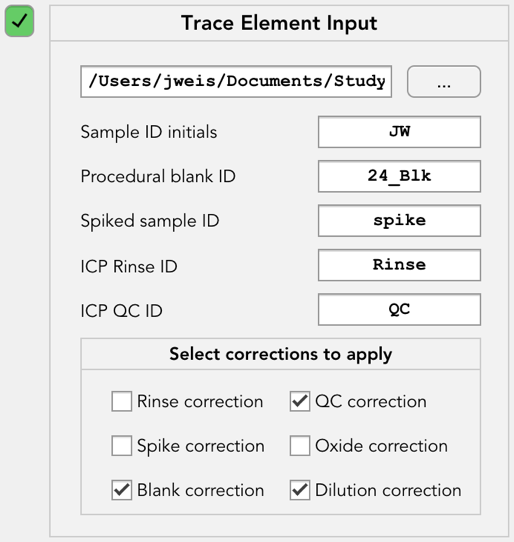 Trace Element Input
/Users/jweis/Documents/Study
...
Sample ID initials JW
Procedural blank ID 24_Blk
Spiked sample ID spike
ICP Rinse ID Rinse
ICP QC ID QC
Select corrections to apply
Rinse correction QC correction
Spike correction Oxide correction
Blank correction Dilution correction